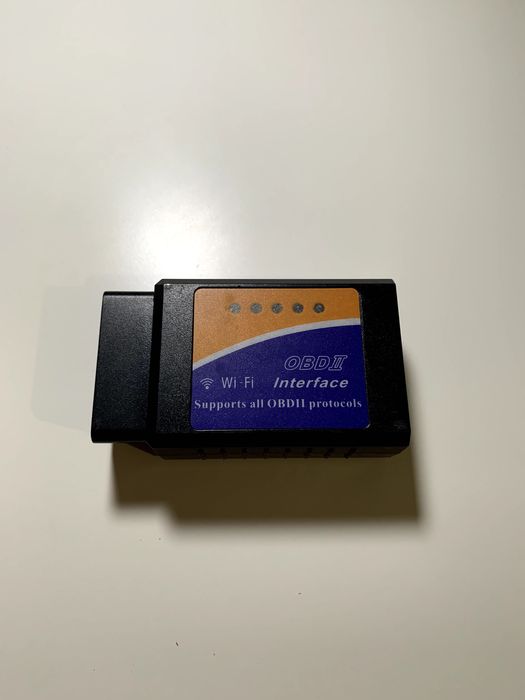 OBDII
Wi-Fi Interface
Supports all OBDII protocols